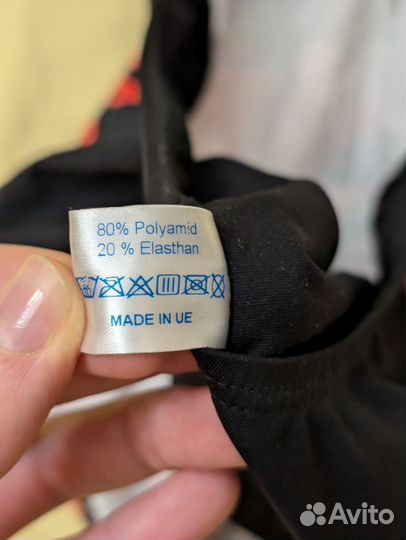 80% Polyamid
20 % Elasthan
MADE IN UE
Avito